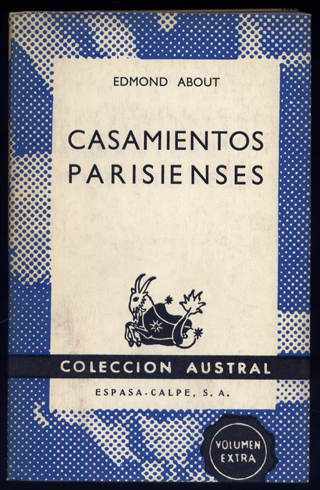 EDMOND ABOUT
CASAMIENTOS
PARISIENSES
COLECCION AUSTRAL
ESPASA-CALPE, S. A.
VOLUMEN
EXTRA